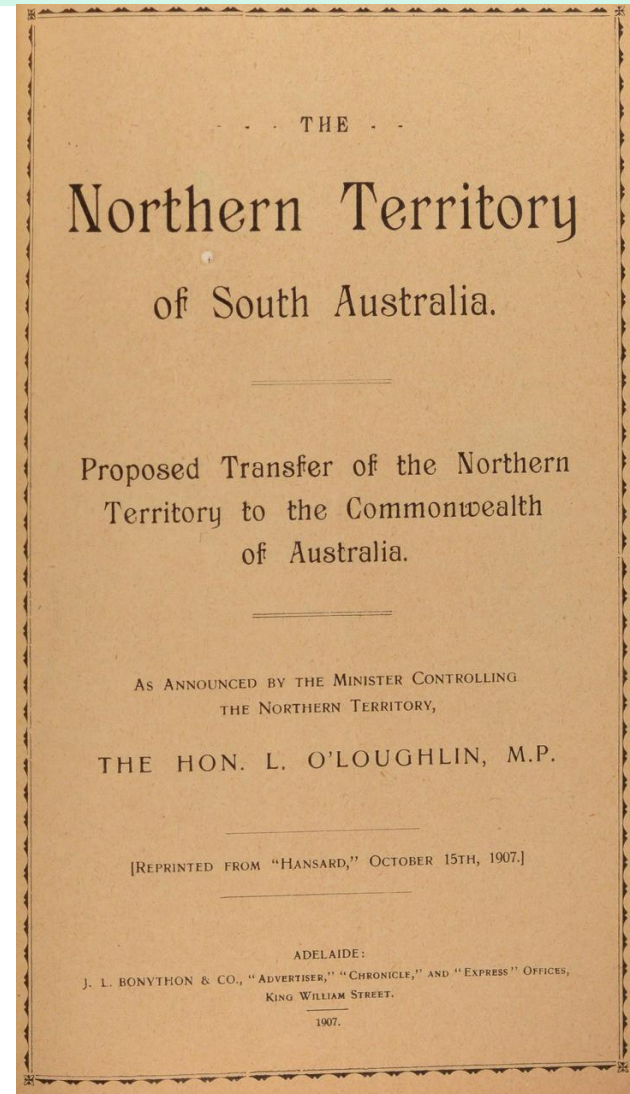 - - - THE - -
Northern Territory
of South Australia.
Proposed Transfer of the Northern
Territory to the Commonwealth
of Australia.
As Announced by the Minister Controlling
the Northern Territory,
THE HON. L. O'LOUGHLIN, M.P.
[Reprinted from "Hansard," October 15th, 1907.]
ADELAIDE:
J. L. BONYTHON & CO., "Advertiser," "Chronicle," and "Express" Offices,
King William Street.
1907.